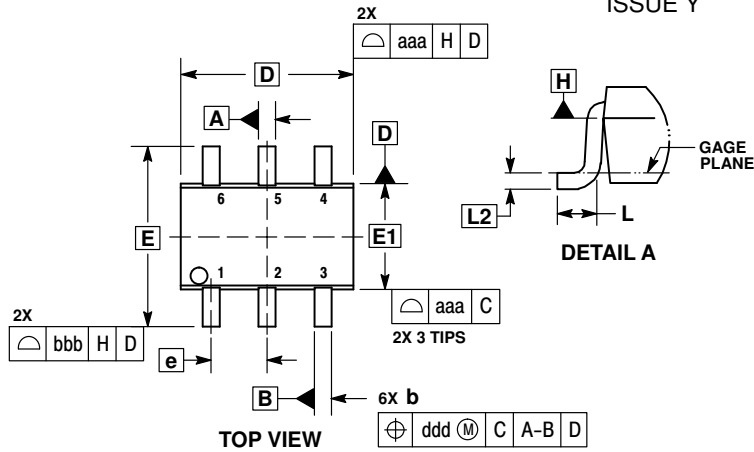 ISSUE Y
2X
aaa H D
D
A
D
H
GAGE
PLANE
6 5 4
L2
L
E
E1
DETAIL A
1 2 3
aaa C
2X
2X 3 TIPS
bbb H D
e
B
6X b
TOP VIEW
ddd Ⓜ C A-B D